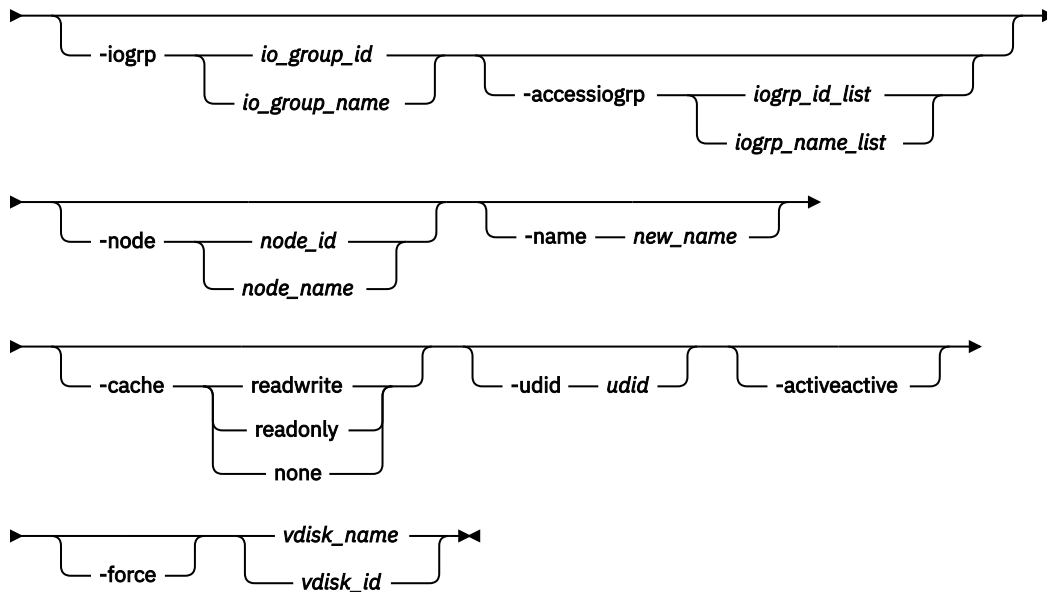 -iogrp io_group_id
io_group_name
-accessiogrp iogrp_id_list
iogrp_name_list
-node node_id
node_name
-name new_name
-cache readwrite
readonly
none
-udid udid
-activeactive
-force vdisk_name
vdisk_id